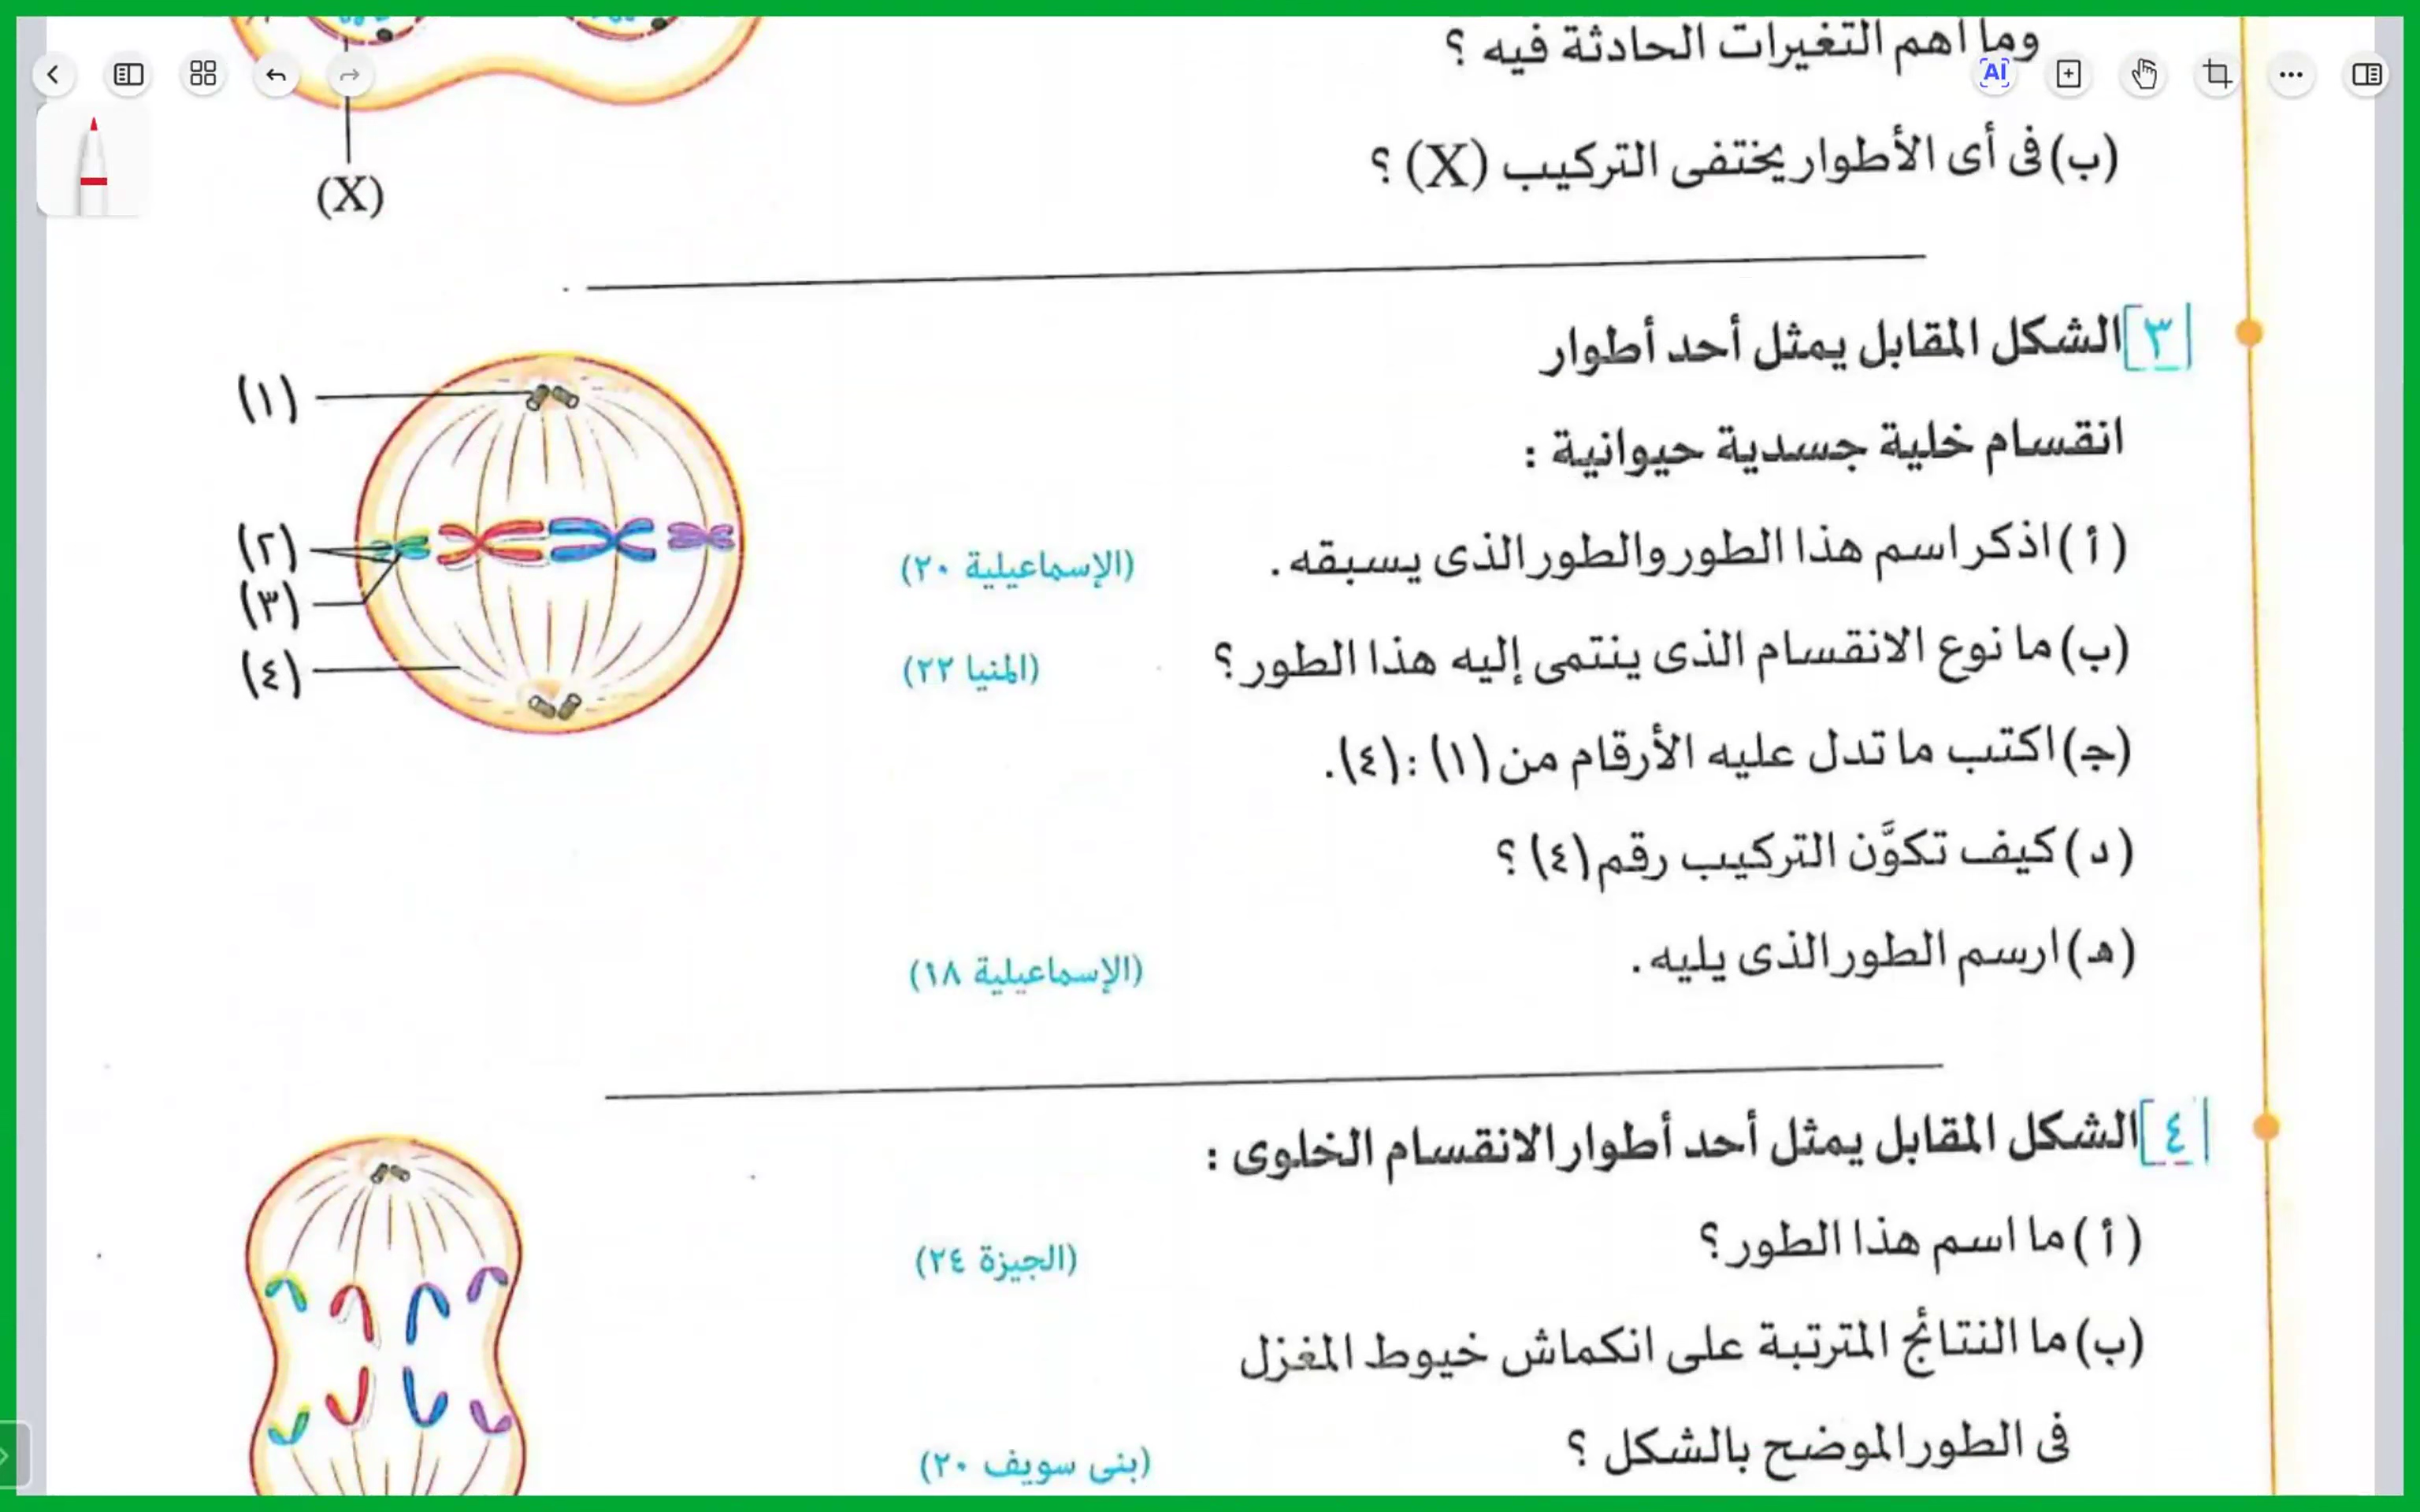 وما أهم التغيرات الحادثة فيه ؟
AI
(ب) فى أى الأطوار يختفى التركيب (X) ؟
(X)
[٣] الشكل المقابل يمثل أحد أطوار
انقسام خلية جسدية حيوانية :
(أ) اذكر اسم هذا الطور والطور الذى يسبقه . (الإسماعيلية ٢٠)
(ب) ما نوع الانقسام الذى ينتمى إليه هذا الطور ؟ (المنيا ٢٢)
(جـ) اكتب ما تدل عليه الأرقام من (١) : (٤).
(د) كيف تكوَّن التركيب رقم (٤) ؟
(هـ) ارسم الطور الذى يليه . (الإسماعيلية ١٨)
(١)
(٢)
(٣)
(٤)
[٤] الشكل المقابل يمثل أحد أطوار الانقسام الخلوى :
(أ) ما اسم هذا الطور ؟ (الجيزة ٢٤)
(ب) ما النتائج المترتبة على انكماش خيوط المغزل
فى الطور الموضح بالشكل ؟ (بنى سويف ٢٠)